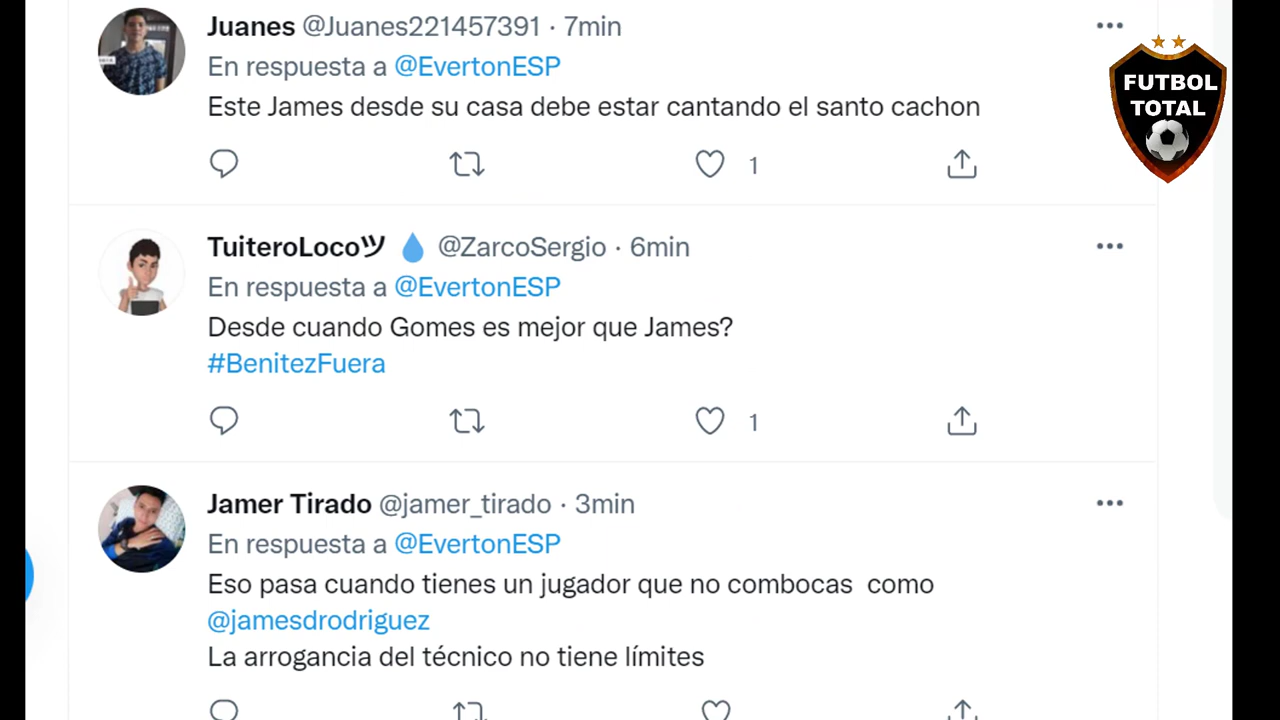 Juanes @Juanes221457391 · 7min
En respuesta a @EvertonESP
Este James desde su casa debe estar cantando el santo cachon
1
TuiteroLocoツ 💧 @ZarcoSergio · 6min
En respuesta a @EvertonESP
Desde cuando Gomes es mejor que James?
#BenitezFuera
1
Jamer Tirado @jamer_tirado · 3min
En respuesta a @EvertonESP
Eso pasa cuando tienes un jugador que no combocas  como
@jamesdrodriguez
La arrogancia del técnico no tiene límites
FUTBOL
TOTAL